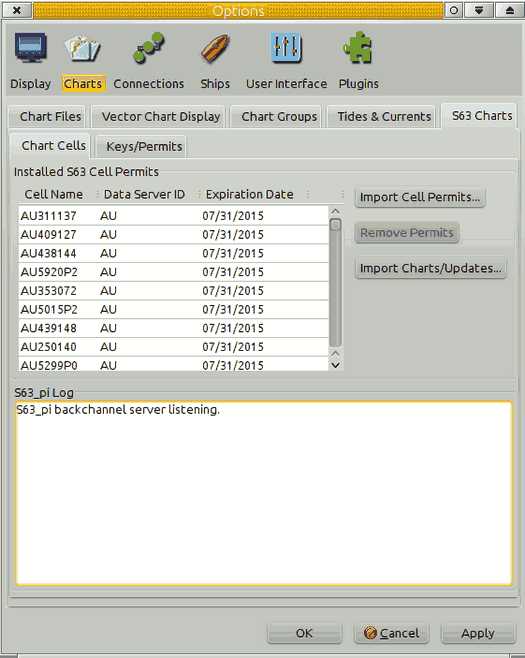 Options
Display Charts Connections Ships User Interface Plugins
Chart Files Vector Chart Display Chart Groups Tides & Currents S63 Charts
Chart Cells Keys/Permits
Installed S63 Cell Permits
Cell Name Data Server ID Expiration Date
AU311137 AU 07/31/2015
AU409127 AU 07/31/2015
AU438144 AU 07/31/2015
AU5920P2 AU 07/31/2015
AU353072 AU 07/31/2015
AU5015P2 AU 07/31/2015
AU439148 AU 07/31/2015
AU250140 AU 07/31/2015
AU5299P0 AU 07/31/2015
Import Cell Permits...
Remove Permits
Import Charts/Updates...
S63_pi Log
S63_pi backchannel server listening.
OK Cancel Apply